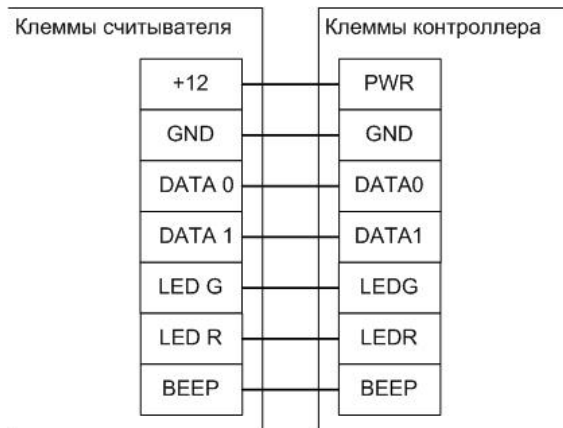 Клеммы считывателя
Клеммы контроллера
+12
PWR
GND
GND
DATA 0
DATA0
DATA 1
DATA1
LED G
LEDG
LED R
LEDR
BEEP
BEEP